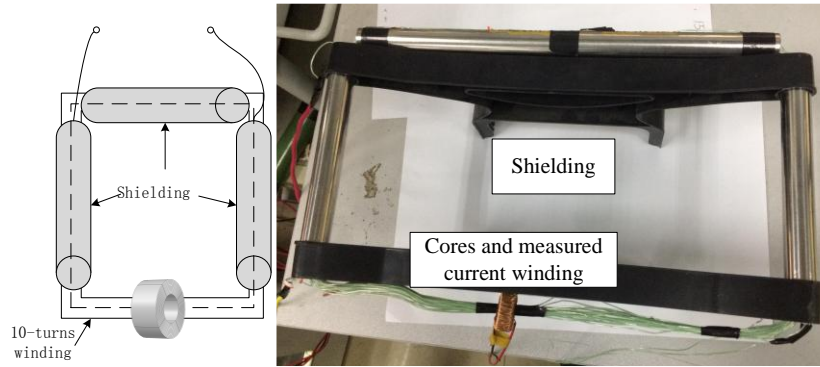 Shielding
10-turns
winding
Shielding
Cores and measured
current winding